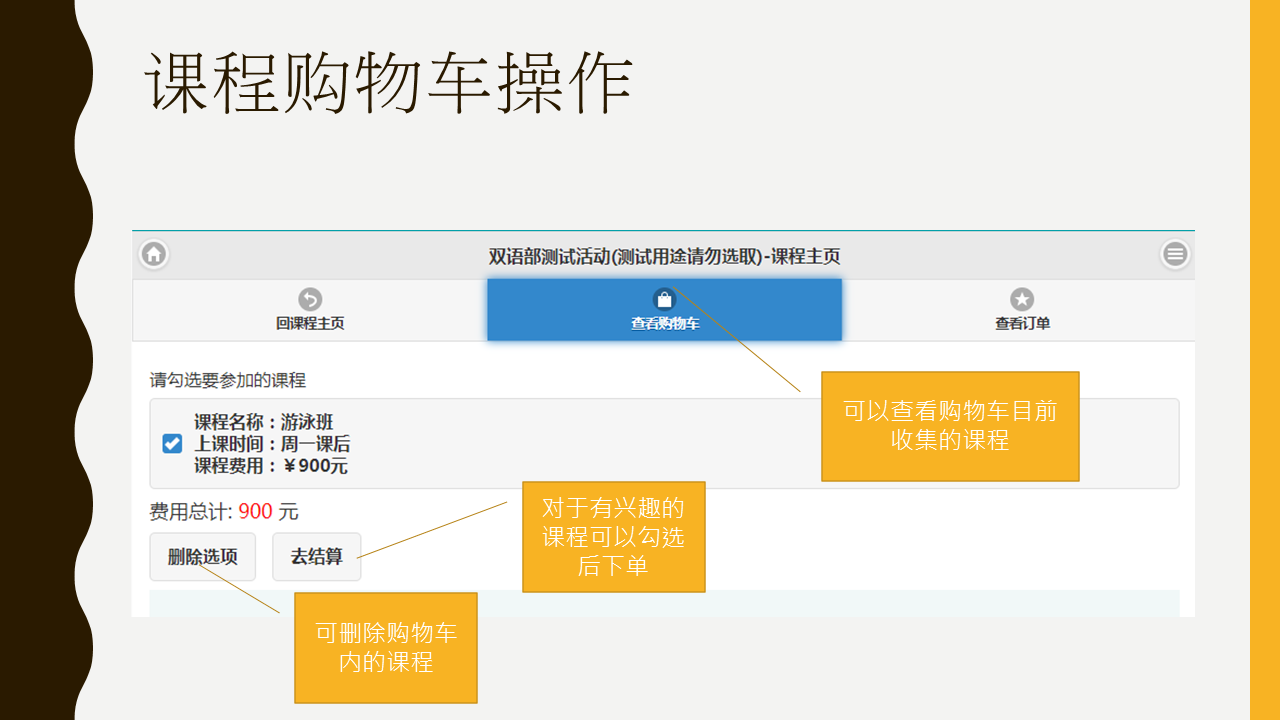 课程购物车操作
双语部测试活动(测试用途请勿选取)-课程主页
回课程主页
查看购物车
查看订单
请勾选要参加的课程
课程名称：游泳班
上课时间：周一课后
课程费用：￥900元
可以查看购物车目前
收集的课程
费用总计: 900 元
对于有兴趣的
课程可以勾选
后下单
删除选项
去结算
可删除购物车
内的课程